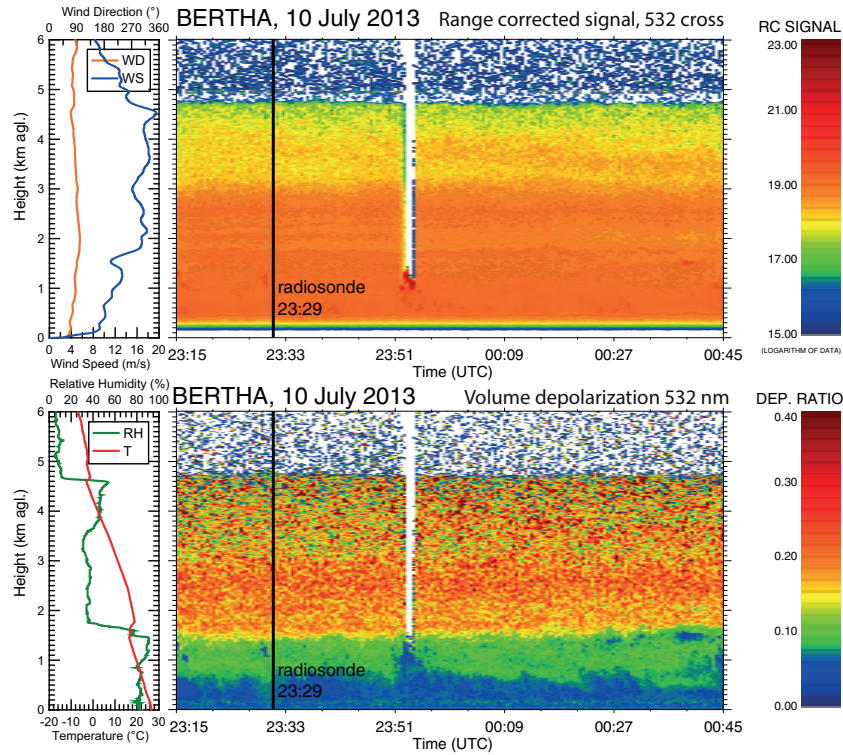 Wind Direction (°)
0 90 180 270 360
BERTHA, 10 July 2013
Range corrected signal, 532 cross
RC SIGNAL
6
5
4
3
2
1
0
Height (km agl.)
WD
WS
radiosonde
23:29
23.00
21.00
19.00
17.00
15.00
(LOGARITHM OF DATA)
0 4 8 12 16 20
Wind Speed (m/s)
23:15 23:33 23:51 00:09 00:27 00:45
Time (UTC)
Relative Humidity (%)
0 20 40 60 80 100
BERTHA, 10 July 2013
Volume depolarization 532 nm
DEP. RATIO
6
5
4
3
2
1
0
Height (km agl.)
RH
T
radiosonde
23:29
0.40
0.30
0.20
0.10
0.00
-20 -10 0 10 20 30
Temperature (°C)
23:15 23:33 23:51 00:09 00:27 00:45
Time (UTC)